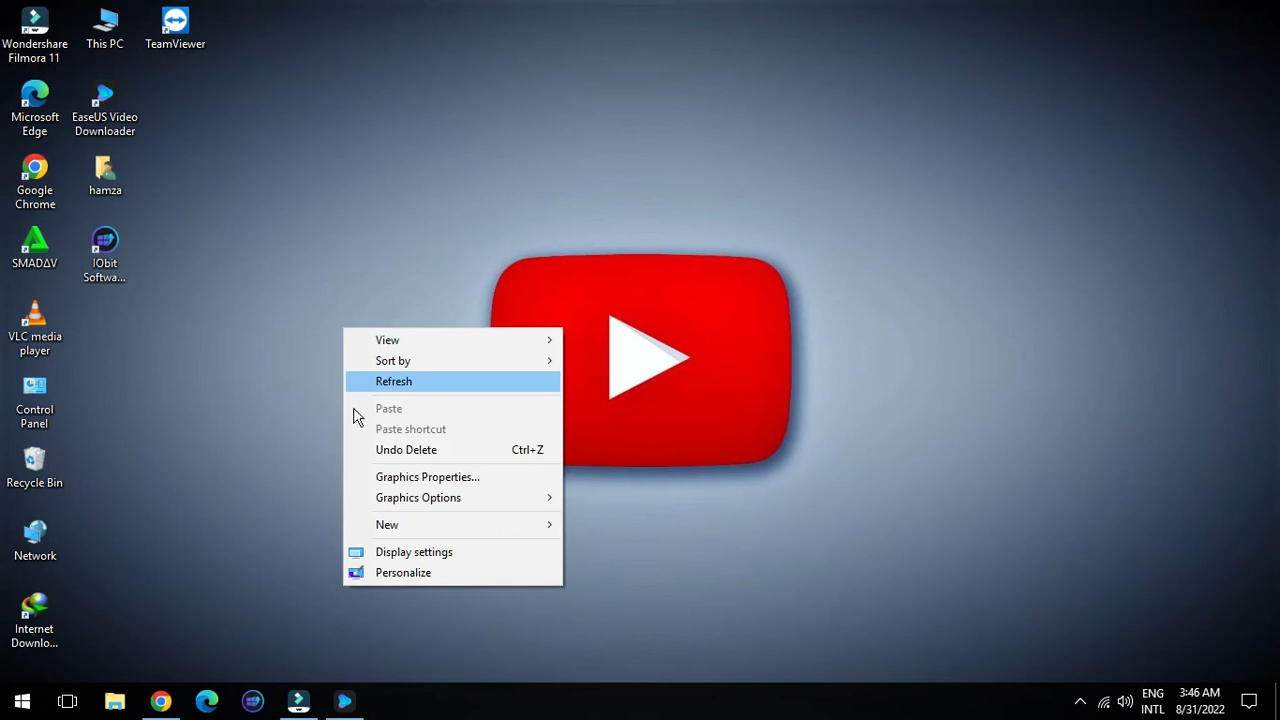 Wondershare
Filmora 11
This PC
TeamViewer
Microsoft
Edge
EaseUS Video
Downloader
Google
Chrome
hamza
SMADΔV
IObit
Softwa...
VLC media
player
Control
Panel
Recycle Bin
Network
Internet
Downlo...
View
Sort by
Refresh
Paste
Paste shortcut
Undo Delete Ctrl+Z
Graphics Properties...
Graphics Options
New
Display settings
Personalize
ENG 3:46 AM
INTL 8/31/2022